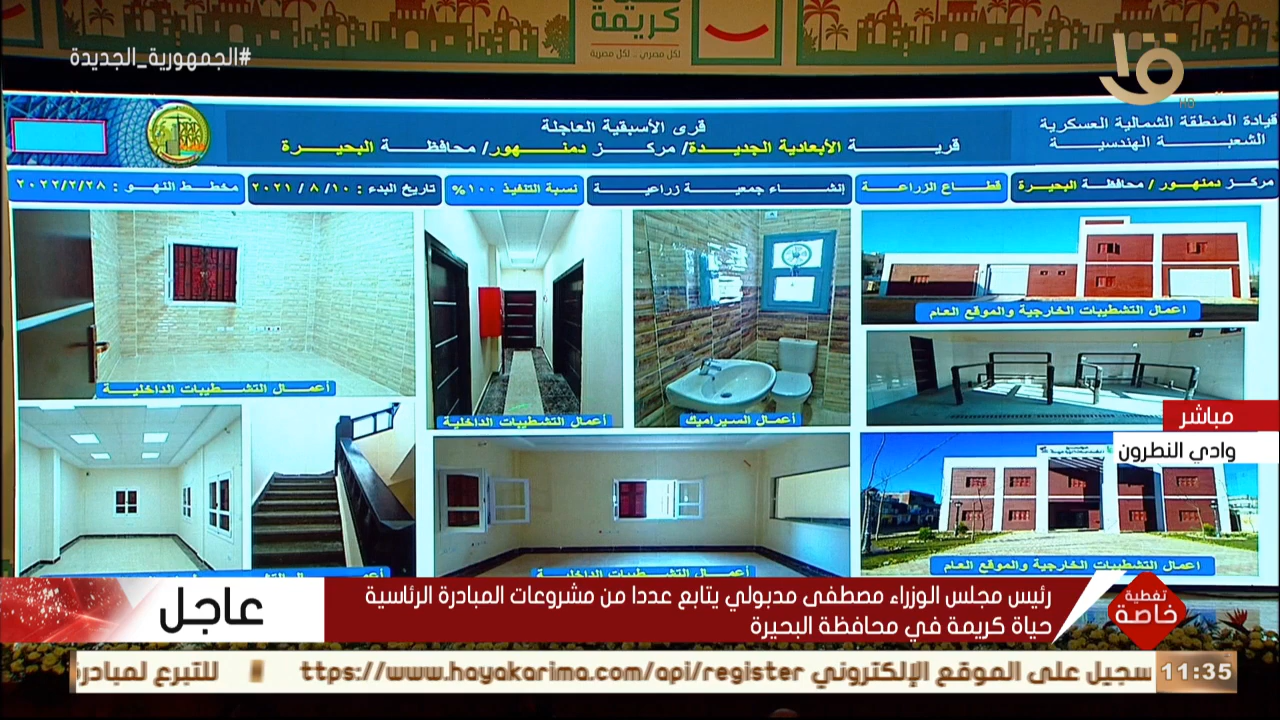 كريمة
لكل مصري .. لكل مصرية
#الجمهورية_الجديدة
HD
قيادة المنطقة الشمالية العسكرية
الشعبة الهندسية
قرى الأسبقية العاجلة
قرية الأبعادية الجديدة/ مركز دمنهور/ محافظة البحيرة
مركز دمنهور / محافظة البحيرة
قطاع الزراعة
إنشاء جمعية زراعية
نسبة التنفيذ ١٠٠%
تاريخ البدء : ٢٠٢١ / ٨ / ١٠
مخطط النهو : ٢٠٢٢/٢/٢٨
أعمال التشطيبات الخارجية والموقع العام
أعمال التشطيبات الداخلية
أعمال التشطيبات الداخلية
أعمال السيراميك
أعمال التشطيبات الخارجية والموقع العام
أعمال التشطيبات الداخلية
مباشر
وادي النطرون
تغطية
خاصة
عاجل
رئيس مجلس الوزراء مصطفى مدبولي يتابع عددا من مشروعات المبادرة الرئاسية
حياة كريمة في محافظة البحيرة
11:35
سجيل على الموقع الإلكتروني ttps://www.hayakarima.com/api/register للتبرع لمبادرة